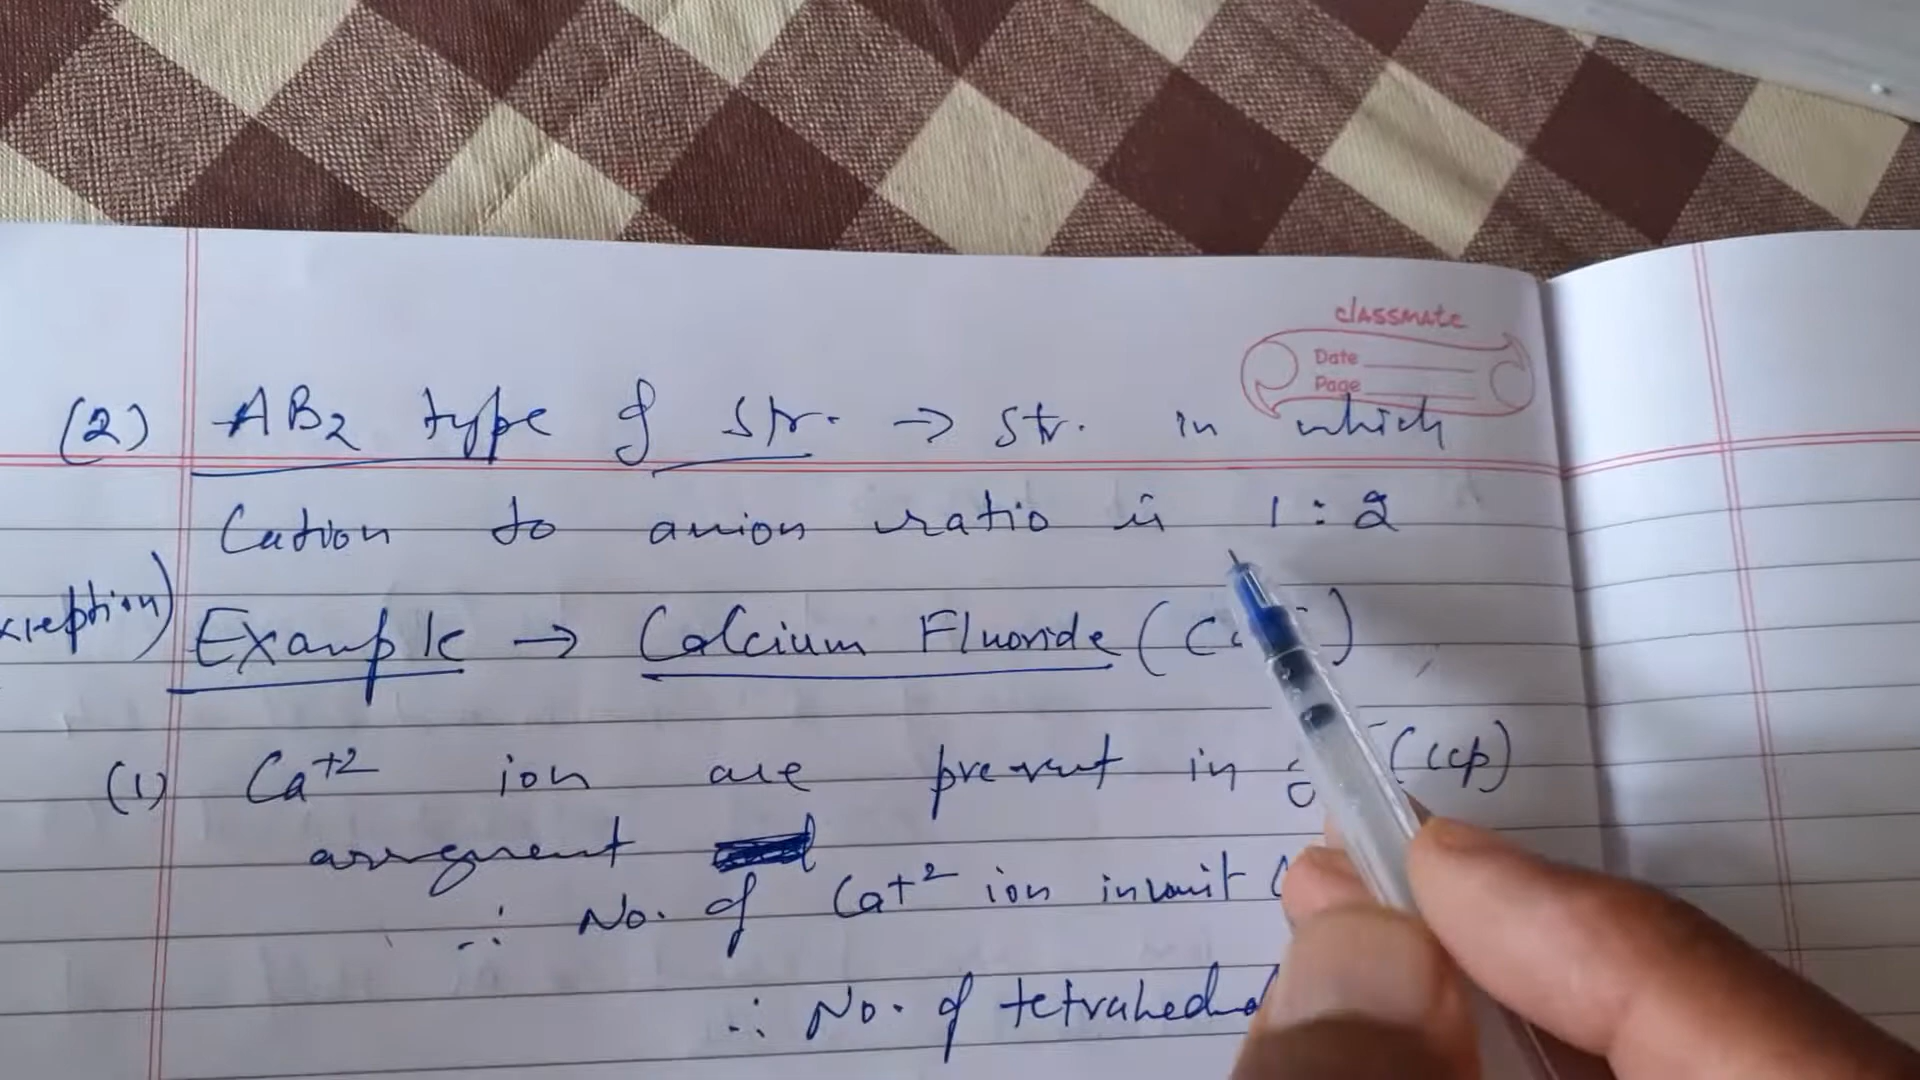 classmate
Date
Page
(2) AB2 type of str. → str. in which
Cation to anion ratio is 1 : 2
xception)
Example → Calcium Fluoride (Ca
(1) Ca+2 ion are present in (ccp)
arrgement
∴ No. of Ca+2 ion in unit
∴ No. of tetrahed